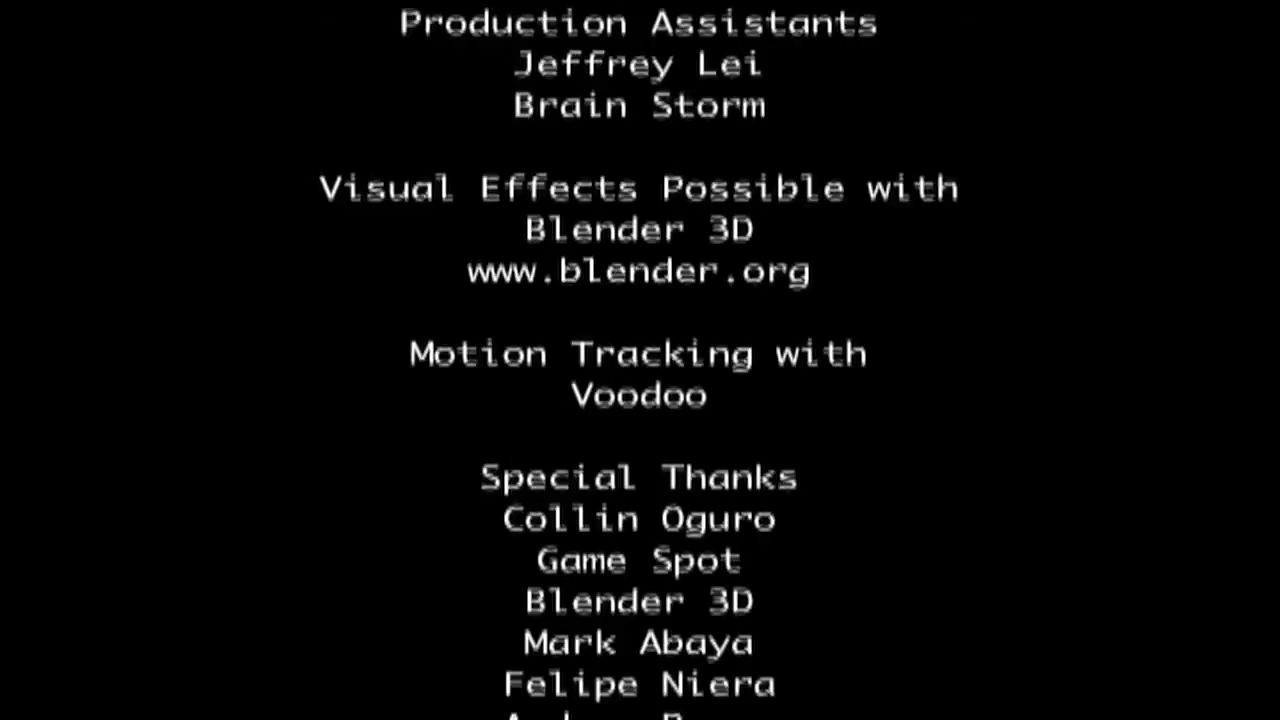 Production Assistants
Jeffrey Lei
Brain Storm
Visual Effects Possible with
Blender 3D
www.blender.org
Motion Tracking with
Voodoo
Special Thanks
Collin Oguro
Game Spot
Blender 3D
Mark Abaya
Felipe Niera